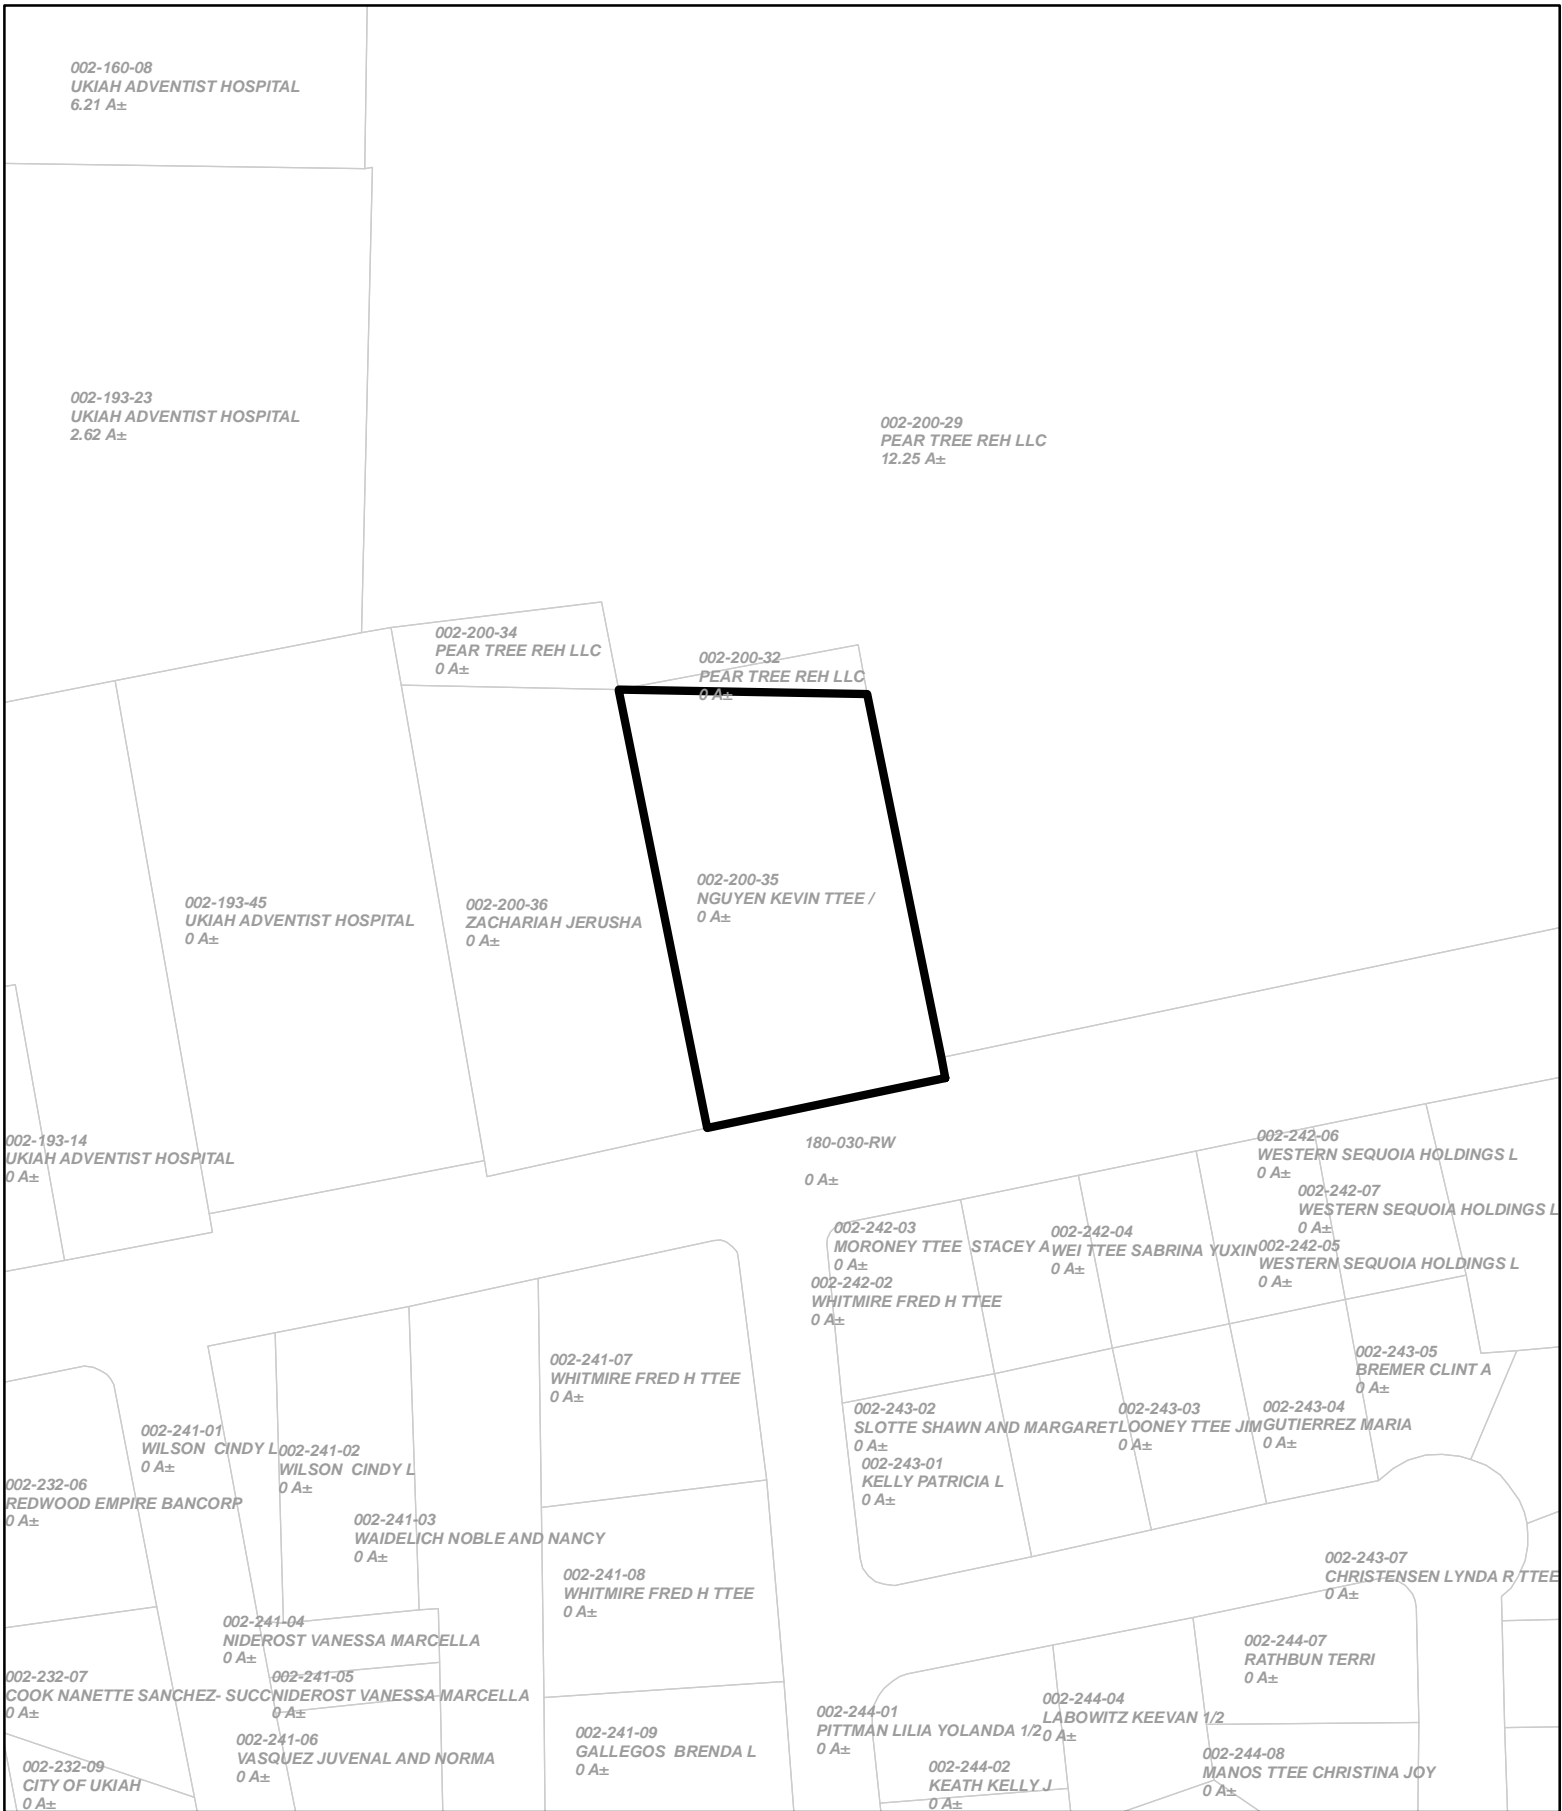 002-160-08
UKIAH ADVENTIST HOSPITAL
6.21 A±
002-193-23
UKIAH ADVENTIST HOSPITAL
2.62 A±
002-200-29
PEAR TREE REH LLC
12.25 A±
002-200-34
PEAR TREE REH LLC
0 A±
002-200-32
PEAR TREE REH LLC
0 A±
002-200-35
NGUYEN KEVIN TTEE /
0 A±
002-193-45
UKIAH ADVENTIST HOSPITAL
0 A±
002-200-36
ZACHARIAH JERUSHA
0 A±
002-193-14
UKIAH ADVENTIST HOSPITAL
0 A±
180-030-RW
0 A±
002-242-06
WESTERN SEQUOIA HOLDINGS L
0 A±
002-242-07
WESTERN SEQUOIA HOLDINGS L
0 A±
002-242-03
MORONEY TTEE  STACEY A
0 A±
002-242-04
WEI TTEE SABRINA YUXIN
0 A±
002-242-05
WESTERN SEQUOIA HOLDINGS L
0 A±
002-242-02
WHITMIRE FRED H TTEE
0 A±
002-241-07
WHITMIRE FRED H TTEE
0 A±
002-243-05
BREMER CLINT A
0 A±
002-243-02
SLOTTE SHAWN AND MARGARET
0 A±
002-243-03
LOONEY TTEE JIM
0 A±
002-243-04
GUTIERREZ MARIA
0 A±
002-243-01
KELLY PATRICIA L
0 A±
002-241-01
WILSON  CINDY L
0 A±
002-241-02
WILSON  CINDY L
0 A±
002-232-06
REDWOOD EMPIRE BANCORP
0 A±
002-241-03
WAIDELICH NOBLE AND NANCY
0 A±
002-241-08
WHITMIRE FRED H TTEE
0 A±
002-243-07
CHRISTENSEN LYNDA R TTEE
0 A±
002-241-04
NIDEROST VANESSA MARCELLA
0 A±
002-244-07
RATHBUN TERRI
0 A±
002-232-07
COOK NANETTE SANCHEZ- SUCC
0 A±
002-241-05
NIDEROST VANESSA MARCELLA
0 A±
002-244-01
PITTMAN LILIA YOLANDA 1/2
0 A±
002-244-04
LABOWITZ KEEVAN 1/2
0 A±
002-241-06
VASQUEZ JUVENAL AND NORMA
0 A±
002-241-09
GALLEGOS  BRENDA L
0 A±
002-244-08
MANOS TTEE CHRISTINA JOY
0 A±
002-232-09
CITY OF UKIAH
0 A±
002-244-02
KEATH KELLY J
0 A±